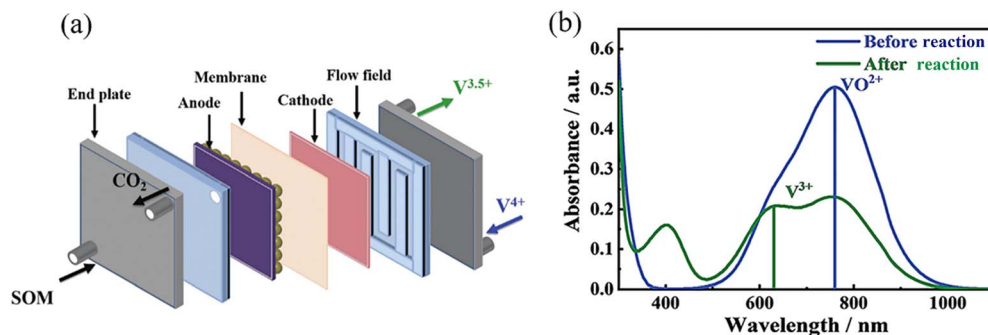 (a)
End plate
Anode
Membrane
Cathode
Flow field
V3.5+
CO2
V4+
SOM
(b)
Before reaction
After reaction
VO2+
V3+
Absorbance / a.u.
0.6
0.5
0.4
0.3
0.2
0.1
0.0
400 600 800 1000
Wavelength / nm